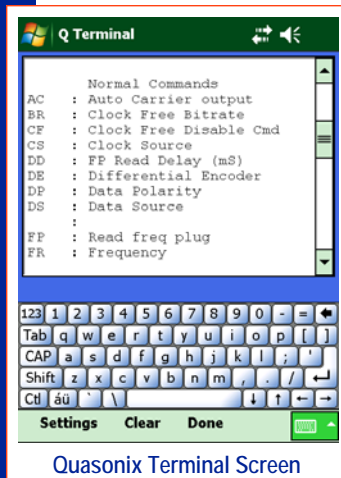 Q Terminal
Normal Commands
AC : Auto Carrier output
BR : Clock Free Bitrate
CF : Clock Free Disable Cmd
CS : Clock Source
DD : FP Read Delay (mS)
DE : Differential Encoder
DP : Data Polarity
DS : Data Source
:
FP : Read freq plug
FR : Frequency
123 1 2 3 4 5 6 7 8 9 0 - =
Tab q w e r t y u i o p [ ]
CAP a s d f g h j k l ; '
Shift z x c v b n m , . /
Ctl áü ` \
Settings Clear Done
Quasonix Terminal Screen